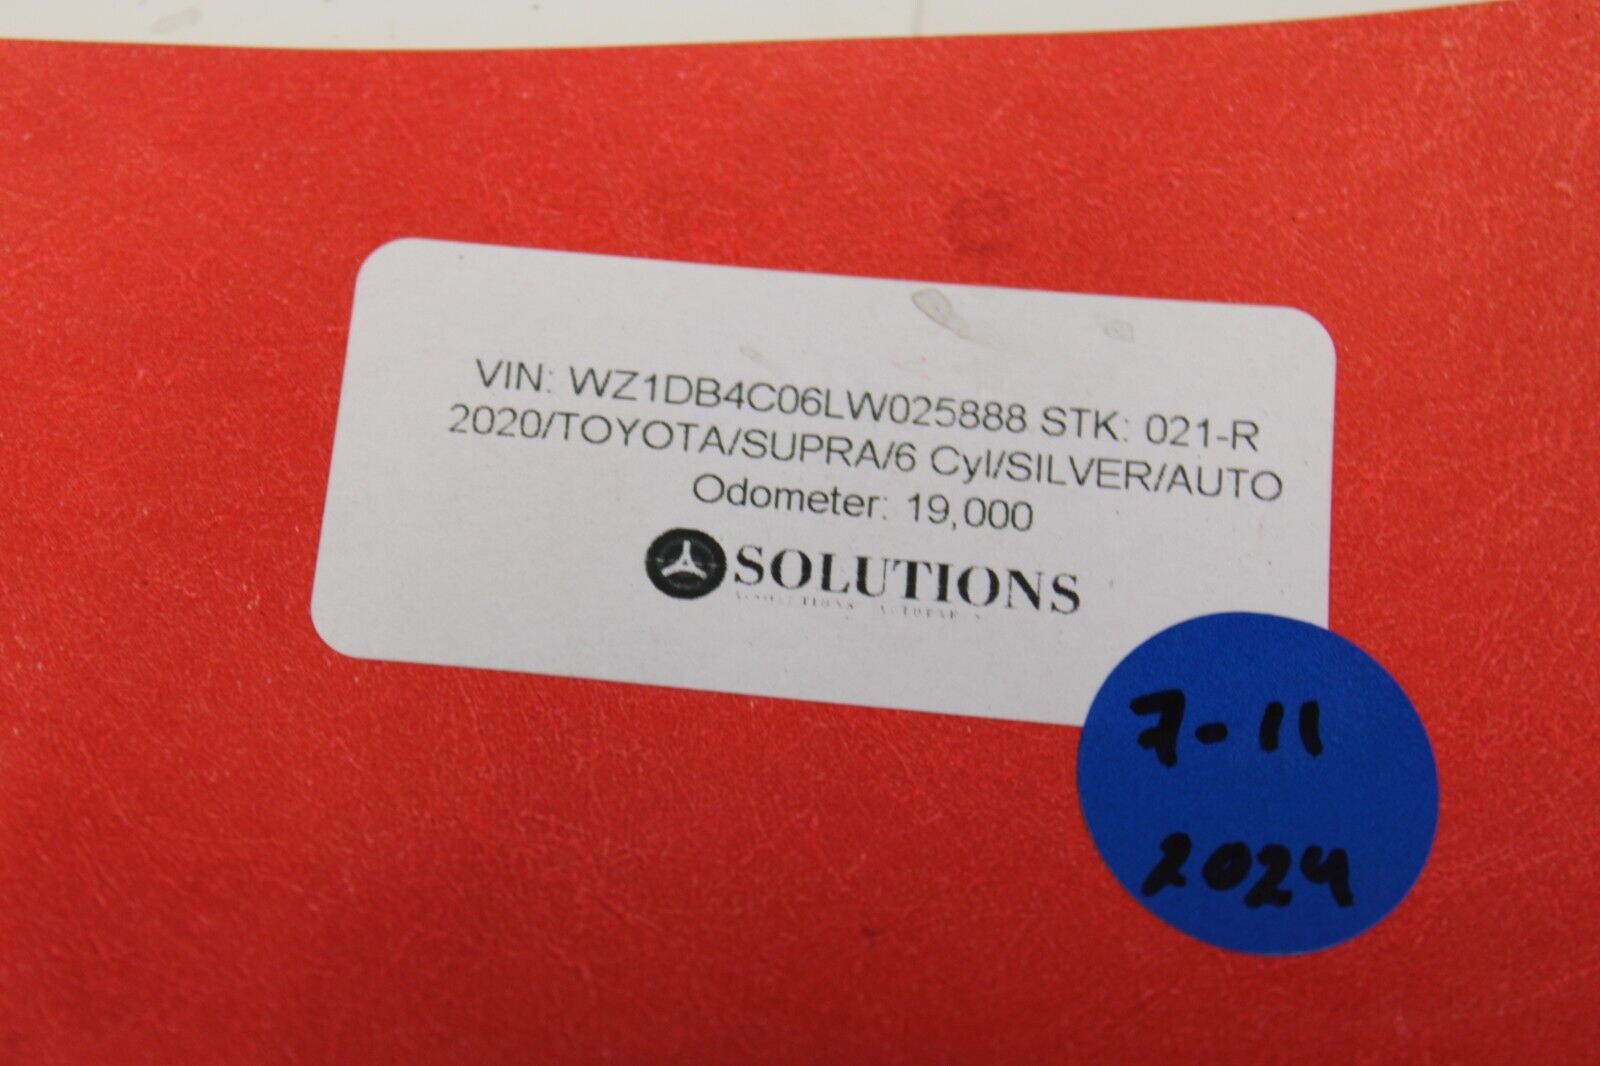 VIN: WZ1DB4C06LW025888 STK: 021-R
2020/TOYOTA/SUPRA/6 Cyl/SILVER/AUTO
Odometer: 19,000
SOLUTIONS
7-11
2024